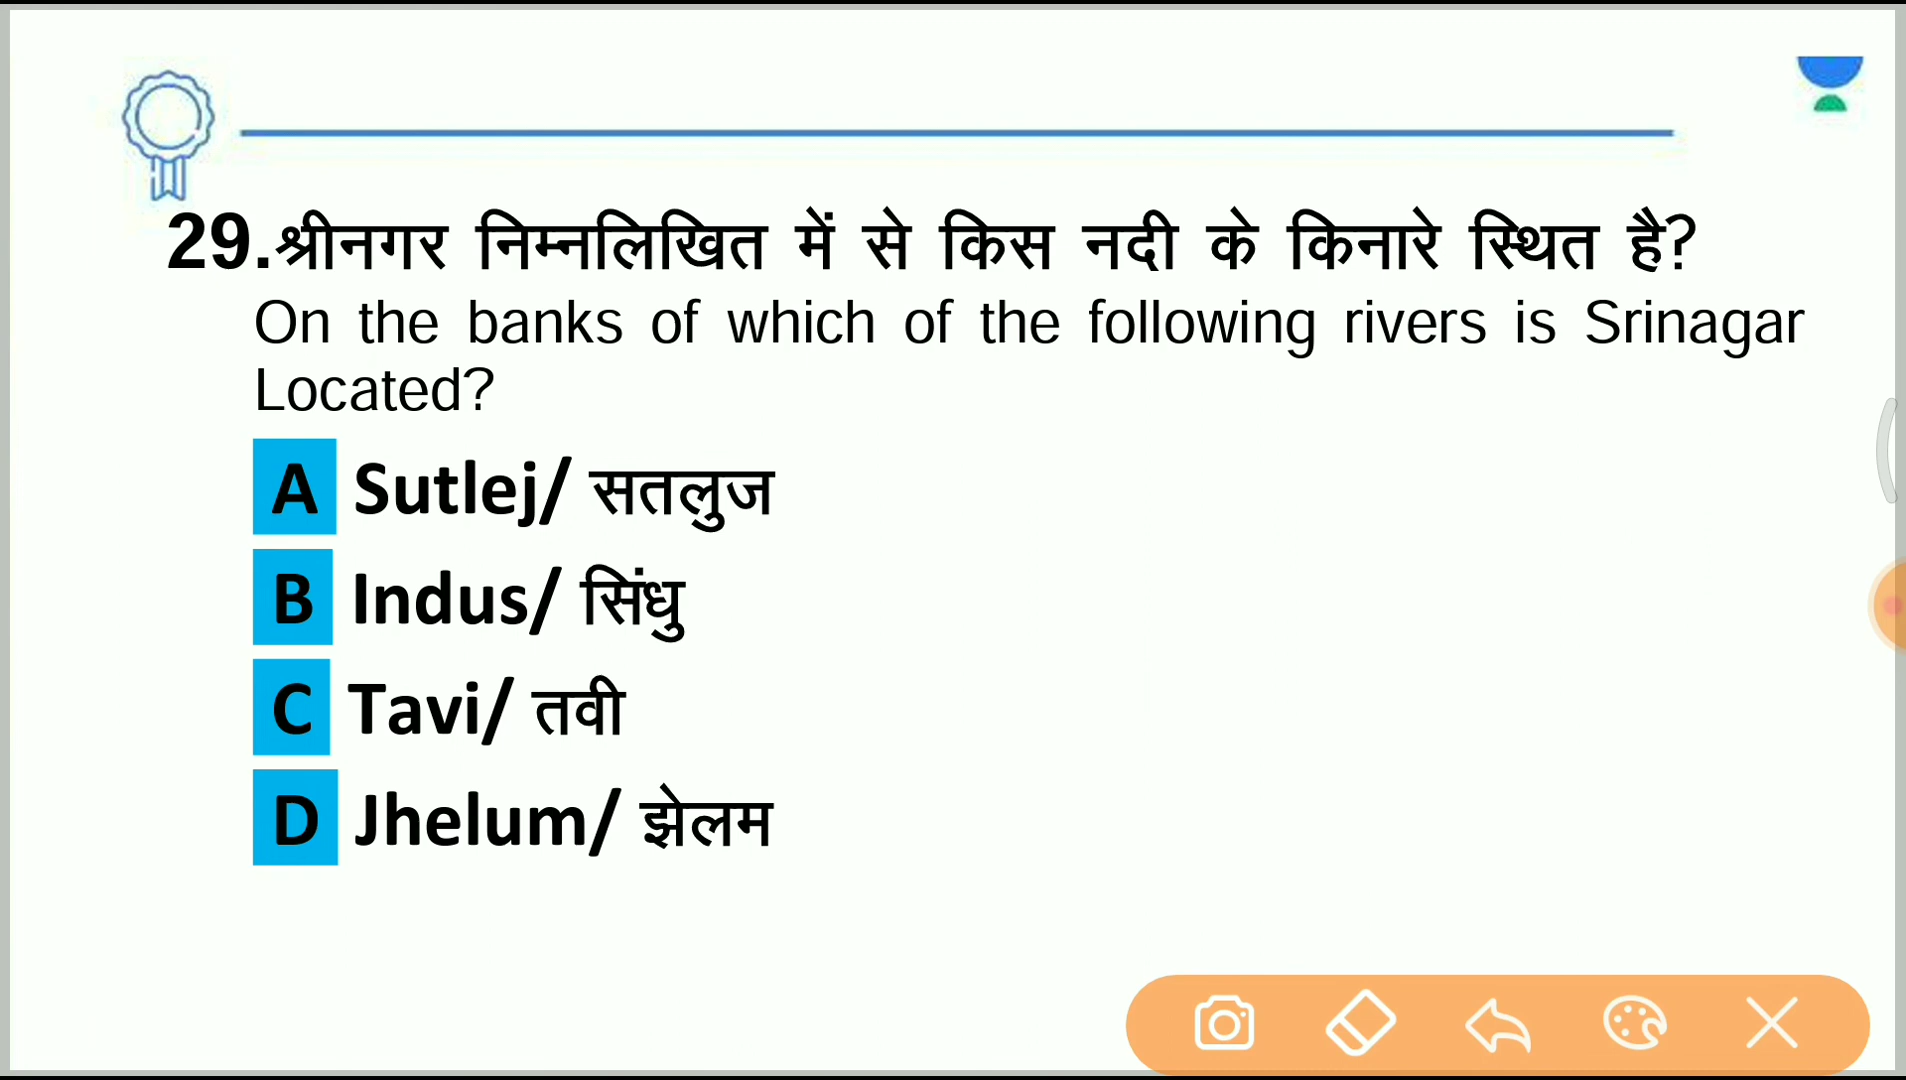 29.श्रीनगर निम्नलिखित में से किस नदी के किनारे स्थित है?
On the banks of which of the following rivers is Srinagar
Located?
A Sutlej/ सतलुज
B Indus/ सिंधु
C Tavi/ तवी
D Jhelum/ झेलम